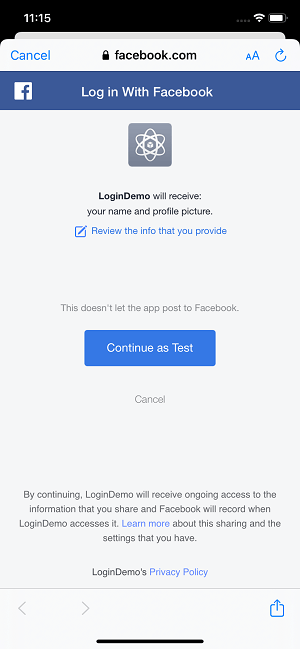 11:15
Cancel facebook.com AA
Log in With Facebook
LoginDemo will receive:
your name and profile picture.
Review the info that you provide
This doesn't let the app post to Facebook.
Continue as Test
Cancel
By continuing, LoginDemo will receive ongoing access to the
information that you share and Facebook will record when
LoginDemo accesses it. Learn more about this sharing and the
settings that you have.
LoginDemo's Privacy Policy